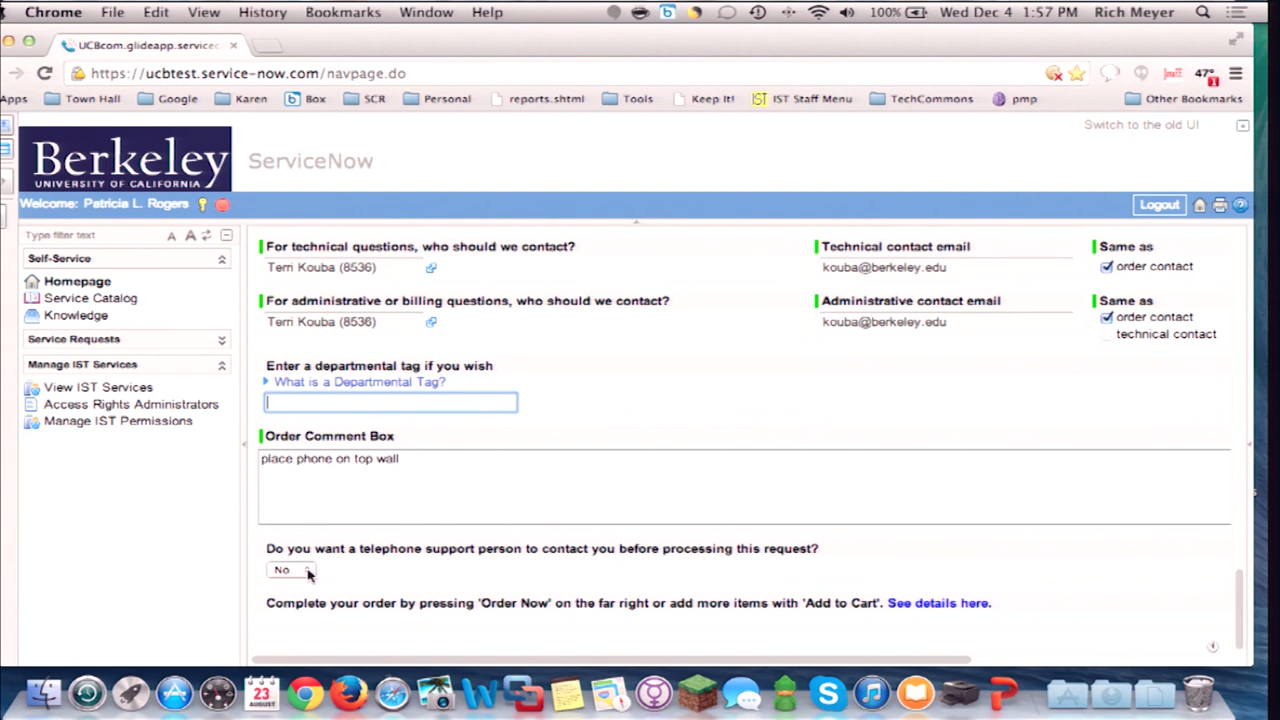 Chrome File Edit View History Bookmarks Window Help 100% Wed Dec 4 1:57 PM Rich Meyer
UCBcom.glideapp.servicec
https://ucbtest.service-now.com/navpage.do 47° 1
Apps Town Hall Google Karen Box SCR Personal reports.shtml Tools Keep It! IST IST Staff Menu TechCommons pmp Other Bookmarks
Switch to the old UI
Berkeley
UNIVERSITY OF CALIFORNIA
ServiceNow
Welcome: Patricia L. Rogers Logout
Type filter text A A
Self-Service
Homepage
Service Catalog
Knowledge
Service Requests
Manage IST Services
View IST Services
Access Rights Administrators
Manage IST Permissions
For technical questions, who should we contact? Technical contact email Same as
Terri Kouba (8536) kouba@berkeley.edu order contact
For administrative or billing questions, who should we contact? Administrative contact email Same as
Terri Kouba (8536) kouba@berkeley.edu order contact
technical contact
Enter a departmental tag if you wish
What is a Departmental Tag?
Order Comment Box
place phone on top wall
Do you want a telephone support person to contact you before processing this request?
No
Complete your order by pressing 'Order Now' on the far right or add more items with 'Add to Cart'. See details here.
23
AUGUST